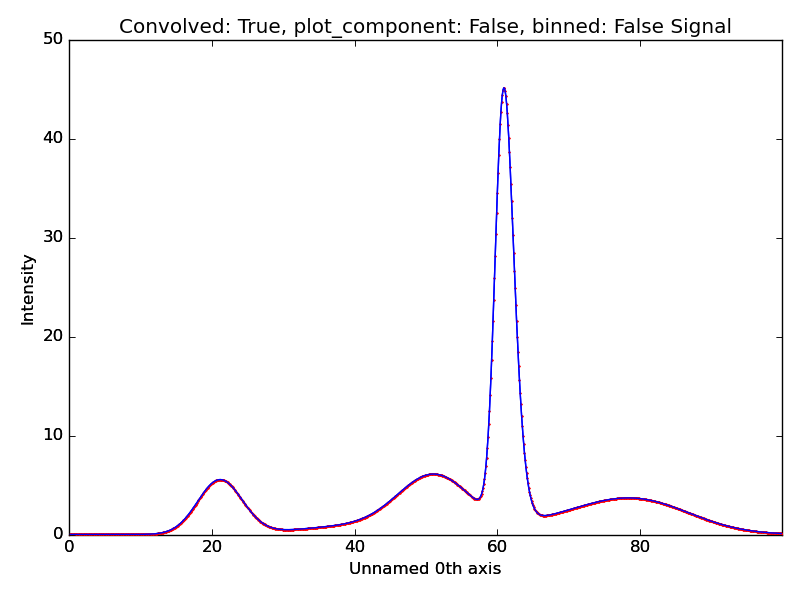 Convolved: True, plot_component: False, binned: False Signal
50
40
30
20
10
0
Intensity
0 20 40 60 80
Unnamed 0th axis